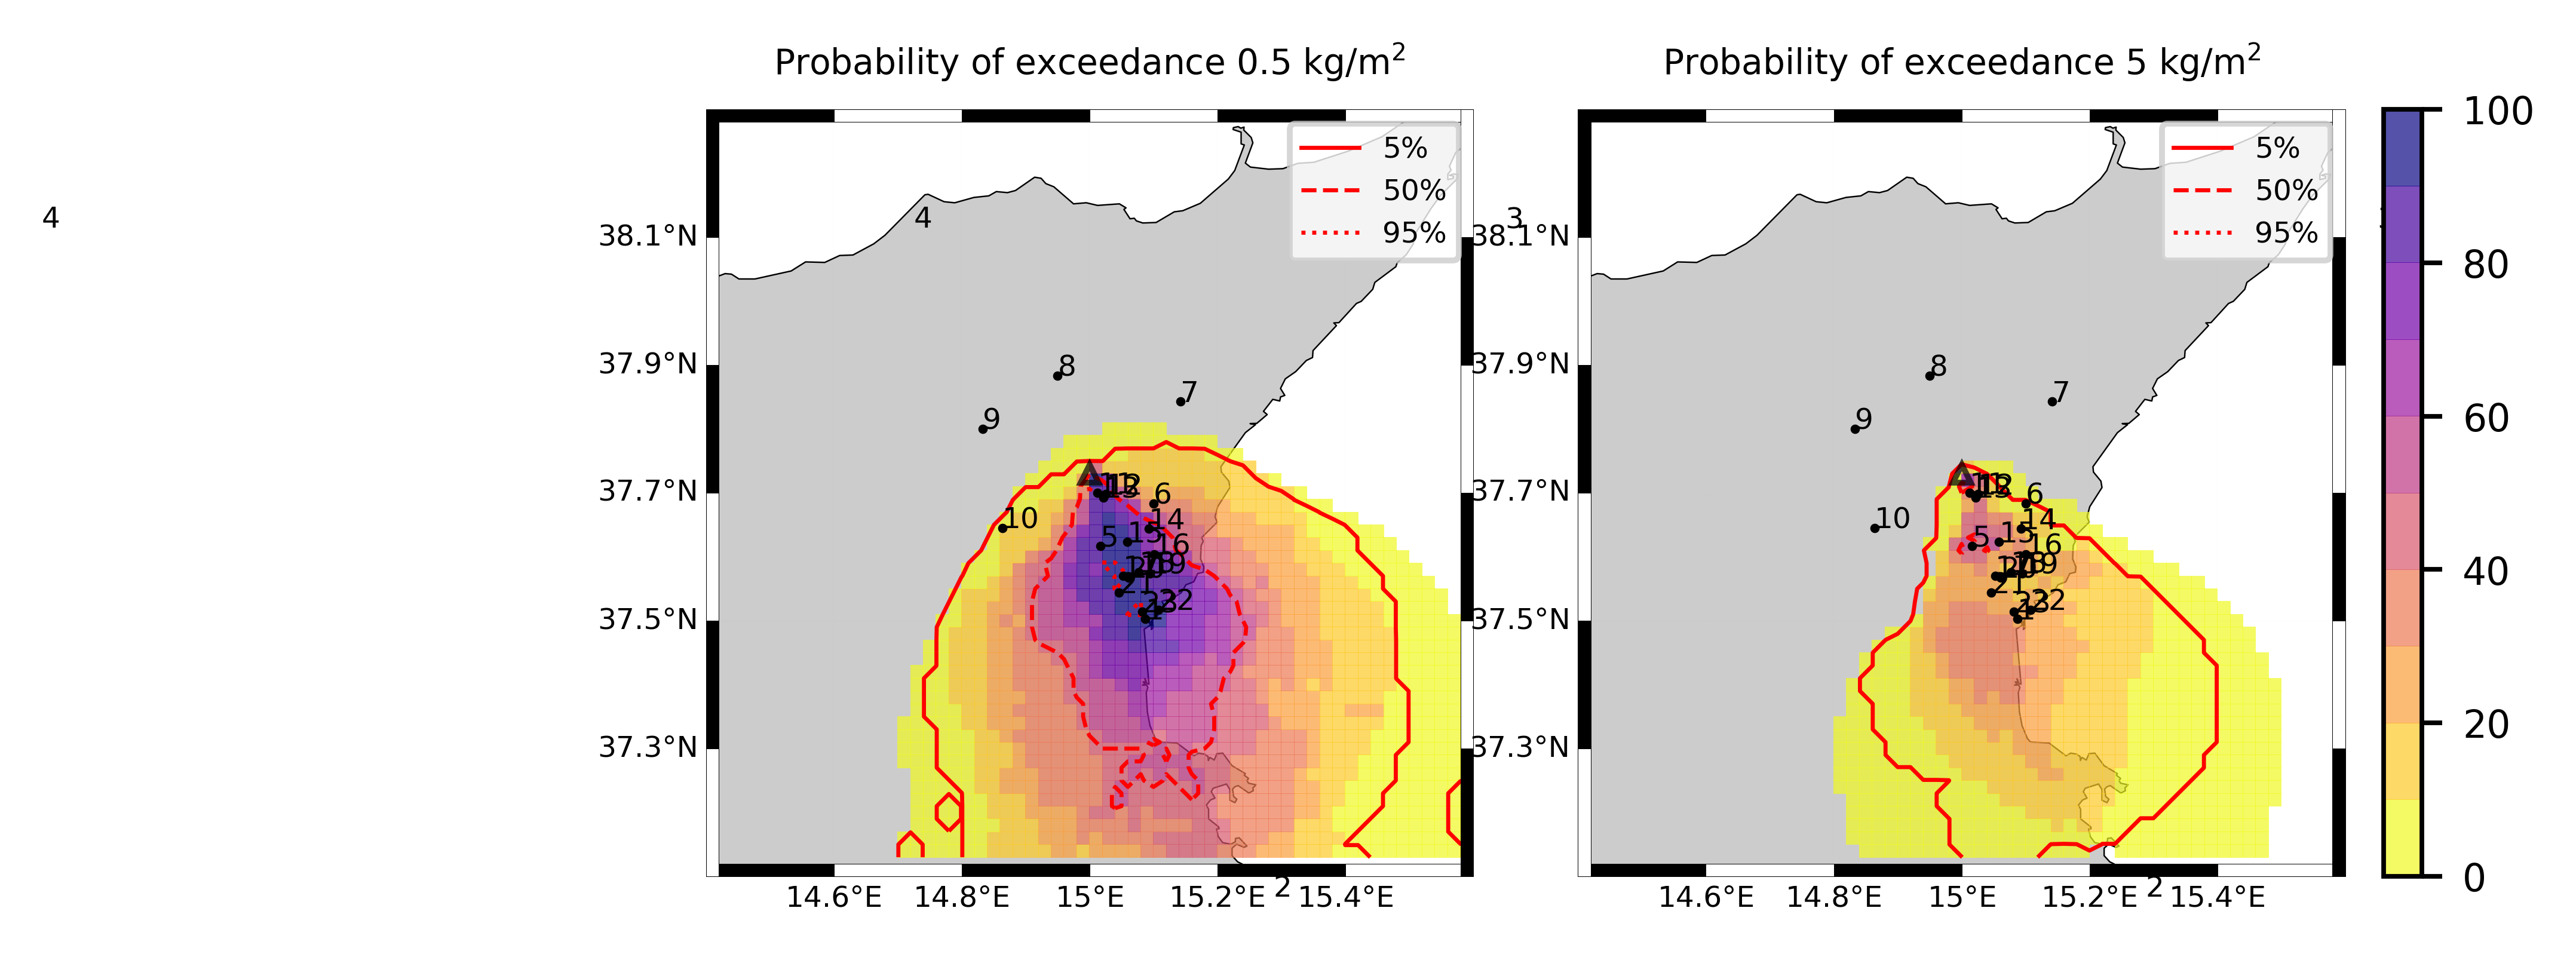 Probability of exceedance 0.5 kg/m²
5%
50%
95%
4
4
38.1°N
37.9°N
37.7°N
37.5°N
37.3°N
8
7
9
10
6
14
5
15
16
21
22
14.6°E
14.8°E
15°E
15.2°E
15.4°E
2
Probability of exceedance 5 kg/m²
5%
50%
95%
3
38.1°N
37.9°N
37.7°N
37.5°N
37.3°N
8
7
9
10
6
14
5
15
16
21
22
14.6°E
14.8°E
15°E
15.2°E
15.4°E
2
100
80
60
40
20
0